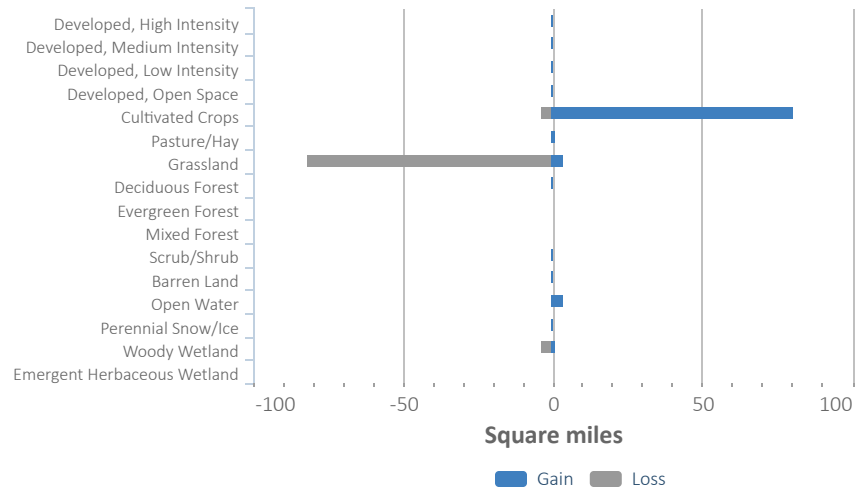 Developed, High Intensity
Developed, Medium Intensity
Developed, Low Intensity
Developed, Open Space
Cultivated Crops
Pasture/Hay
Grassland
Deciduous Forest
Evergreen Forest
Mixed Forest
Scrub/Shrub
Barren Land
Open Water
Perennial Snow/Ice
Woody Wetland
Emergent Herbaceous Wetland
-100 -50 0 50 100
Square miles
Gain Loss